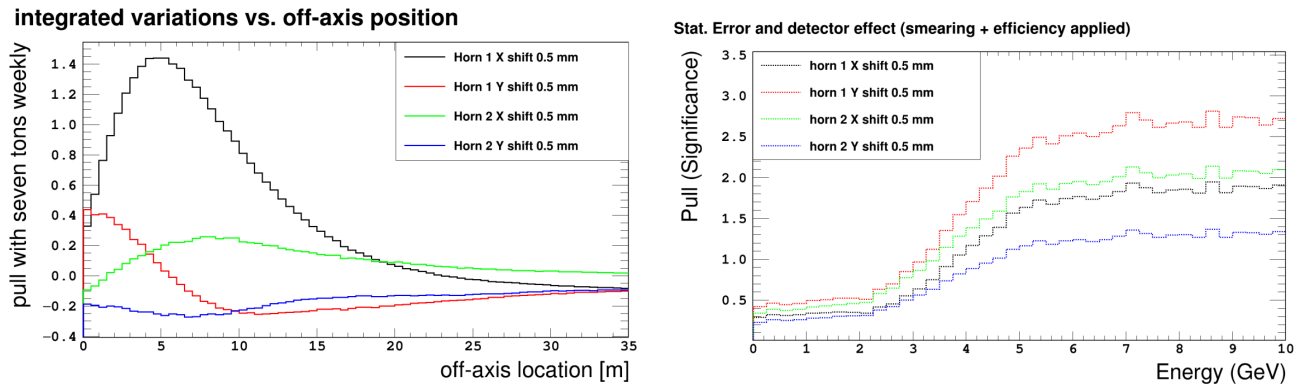 integrated variations vs. off-axis position
pull with seven tons weekly
1.4
1.2
1.0
0.8
0.6
0.4
0.2
0.0
−0.2
−0.4
Horn 1 X shift 0.5 mm
Horn 1 Y shift 0.5 mm
Horn 2 X shift 0.5 mm
Horn 2 Y shift 0.5 mm
0 5 10 15 20 25 30 35
off-axis location [m]
Stat. Error and detector effect (smearing + efficiency applied)
Pull (Significance)
3.5
3.0
2.5
2.0
1.5
1.0
0.5
horn 1 X shift 0.5 mm
horn 1 Y shift 0.5 mm
horn 2 X shift 0.5 mm
horn 2 Y shift 0.5 mm
0 1 2 3 4 5 6 7 8 9 10
Energy (GeV)